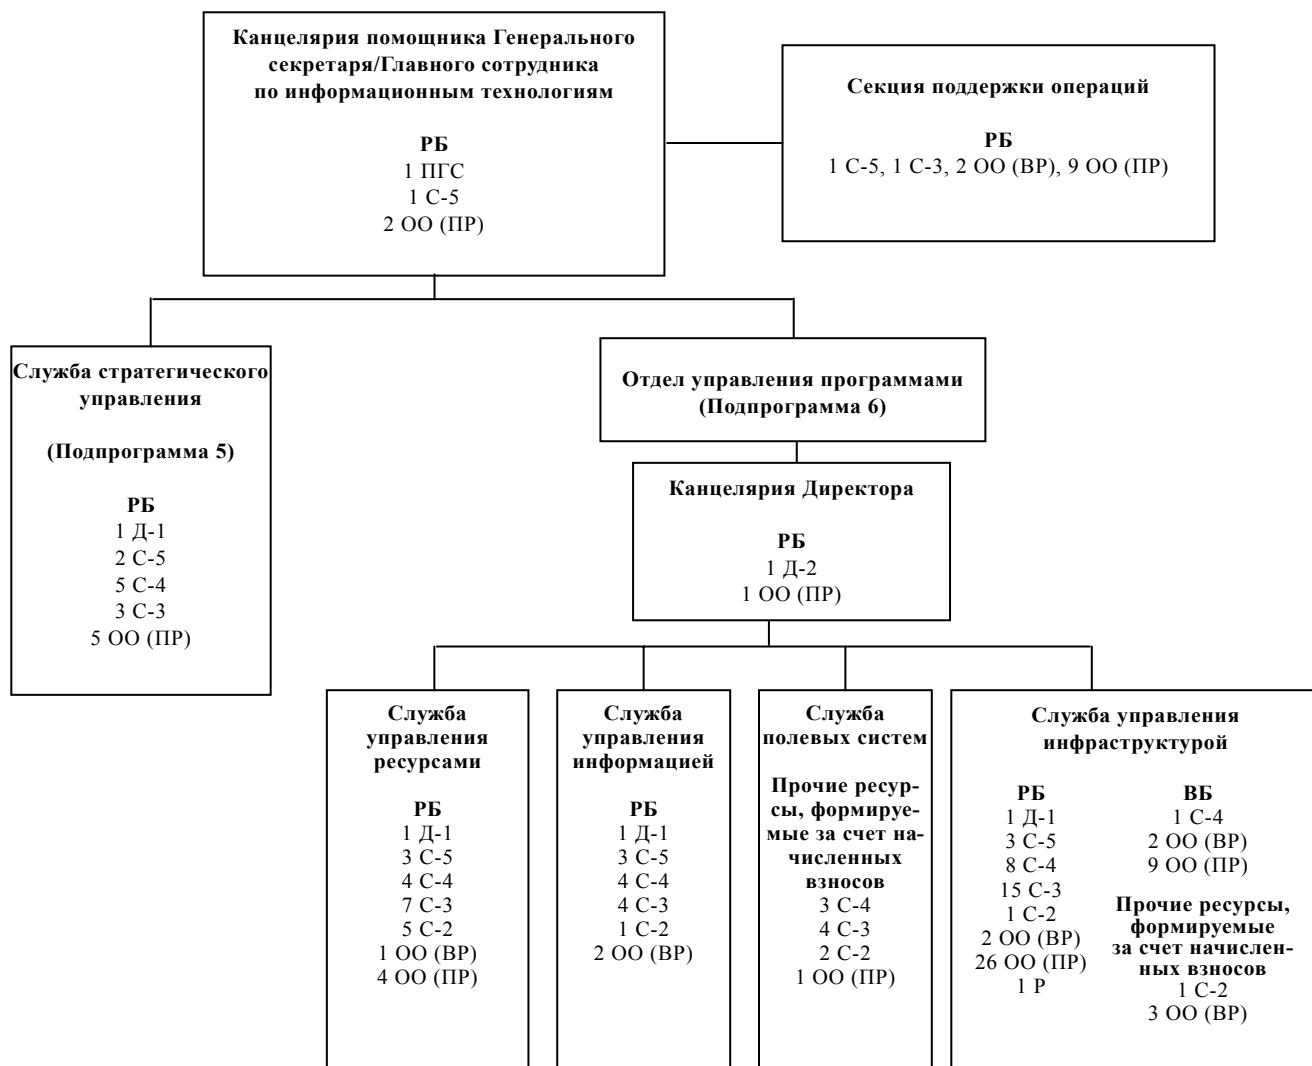 Канцелярия помощника Генерального
секретаря/Главного сотрудника
по информационным технологиям
РБ
1 ПГС
1 С-5
2 ОО (ПР)
Секция поддержки операций
РБ
1 С-5, 1 С-3, 2 ОО (ВР), 9 ОО (ПР)
Служба стратегического
управления
(Подпрограмма 5)
РБ
1 Д-1
2 С-5
5 С-4
3 С-3
5 ОО (ПР)
Отдел управления программами
(Подпрограмма 6)
Канцелярия Директора
РБ
1 Д-2
1 ОО (ПР)
Служба
управления
ресурсами
РБ
1 Д-1
3 С-5
4 С-4
7 С-3
5 С-2
1 ОО (ВР)
4 ОО (ПР)
Служба
управления
информацией
РБ
1 Д-1
3 С-5
4 С-4
4 С-3
1 С-2
2 ОО (ВР)
Служба
полевых систем
Прочие ресур-
сы, формируе-
мые за счет на-
численных
взносов
3 С-4
4 С-3
2 С-2
1 ОО (ПР)
Служба управления
инфраструктурой
РБ
1 Д-1
3 С-5
8 С-4
15 С-3
1 С-2
2 ОО (ВР)
26 ОО (ПР)
1 Р
ВБ
1 С-4
2 ОО (ВР)
9 ОО (ПР)
Прочие ресурсы,
формируемые
за счет начислен-
ных взносов
1 С-2
3 ОО (ВР)